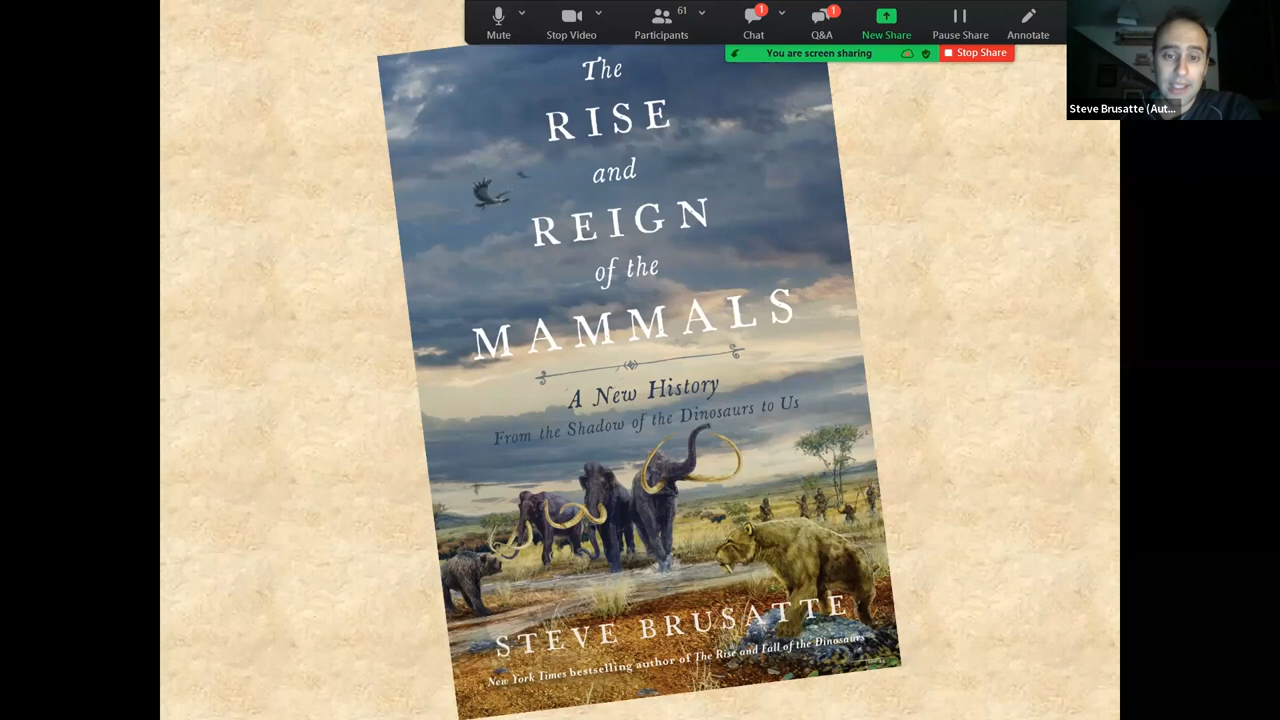 61
1
1
Mute
Stop Video
Participants
Chat
Q&A
New Share
Pause Share
Annotate
You are screen sharing
Stop Share
Steve Brusatte (Aut...
The
RISE
and
REIGN
of the
MAMMALS
A New History
From the Shadow of the Dinosaurs to Us
STEVE BRUSATTE
New York Times bestselling author of The Rise and Fall of the Dinosaurs